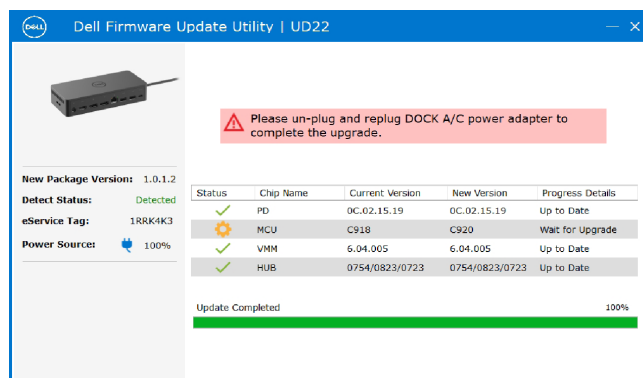 DELL
Dell Firmware Update Utility | UD22
Please un-plug and replug DOCK A/C power adapter to
complete the upgrade.
New Package Version: 1.0.1.2
Detect Status: Detected
eService Tag: 1RRK4K3
Power Source: 100%
Status Chip Name Current Version New Version Progress Details
PD 0C.02.15.19 0C.02.15.19 Up to Date
MCU C918 C920 Wait for Upgrade
VMM 6.04.005 6.04.005 Up to Date
HUB 0754/0823/0723 0754/0823/0723 Up to Date
Update Completed 100%